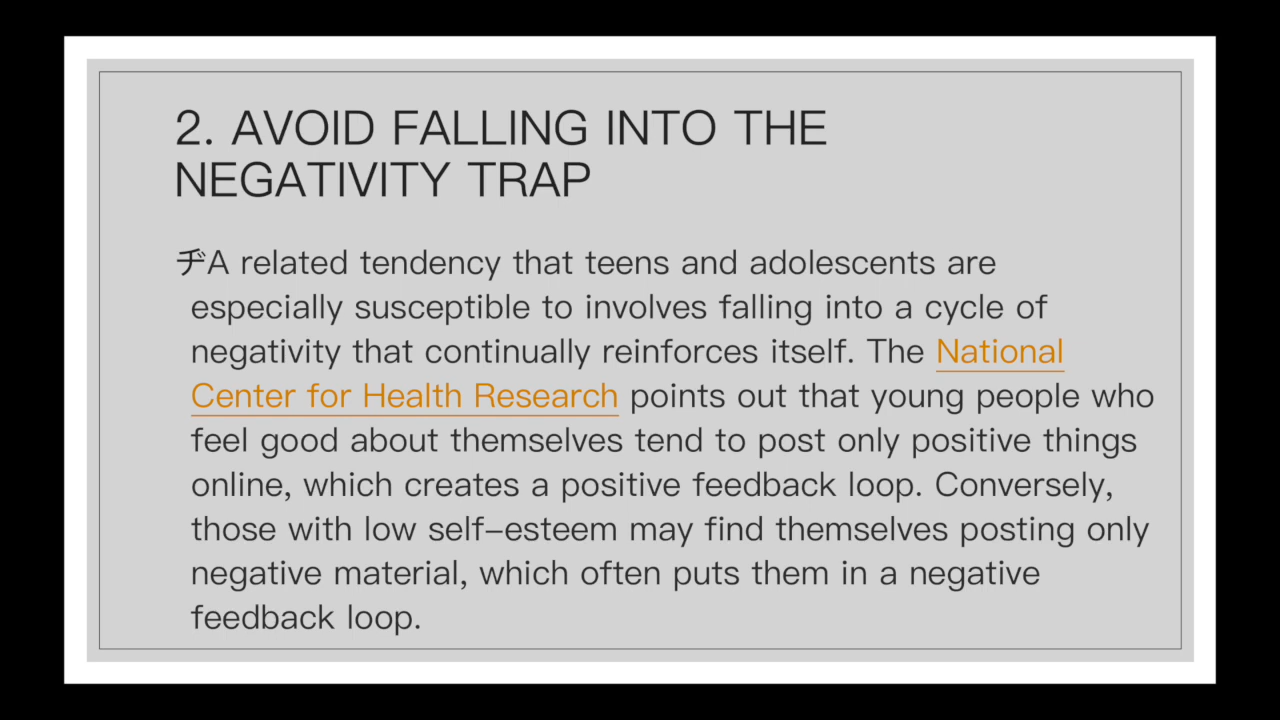 2. AVOID FALLING INTO THE
NEGATIVITY TRAP
ヂA related tendency that teens and adolescents are
especially susceptible to involves falling into a cycle of
negativity that continually reinforces itself. The National
Center for Health Research points out that young people who
feel good about themselves tend to post only positive things
online, which creates a positive feedback loop. Conversely,
those with low self–esteem may find themselves posting only
negative material, which often puts them in a negative
feedback loop.